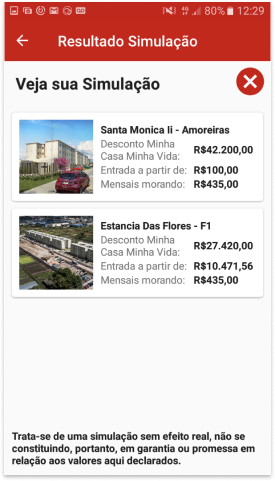 80% 12:29
Resultado Simulação
Veja sua Simulação
Santa Monica Ii - Amoreiras
Desconto Minha
Casa Minha Vida: R$42.200,00
Entrada a partir de: R$100,00
Mensais morando: R$435,00
Estancia Das Flores - F1
Desconto Minha
Casa Minha Vida: R$27.420,00
Entrada a partir de: R$10.471,56
Mensais morando: R$435,00
Trata-se de uma simulação sem efeito real, não se
constituindo, portanto, em garantia ou promessa em
relação aos valores aqui declarados.